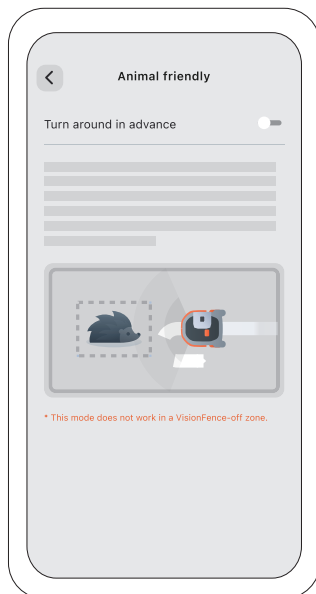 Animal friendly
Turn around in advance
* This mode does not work in a VisionFence-off zone.